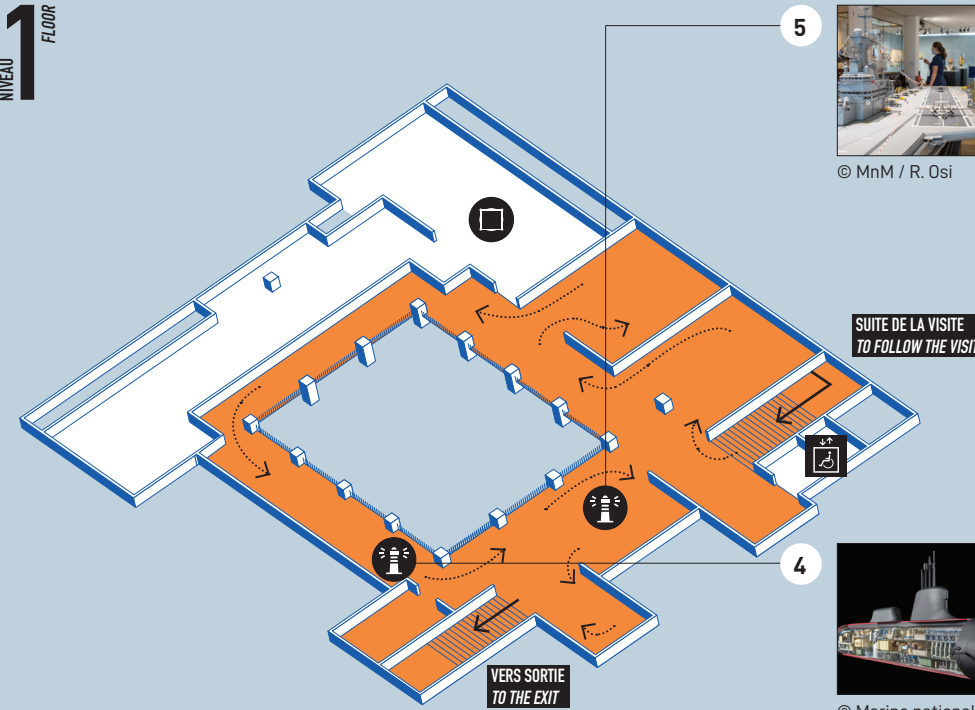 NIVEAU
1
FLOOR
5
© MnM / R. Osi
SUITE DE LA VISITE
TO FOLLOW THE VISIT
4
VERS SORTIE
TO THE EXIT
© Marine national